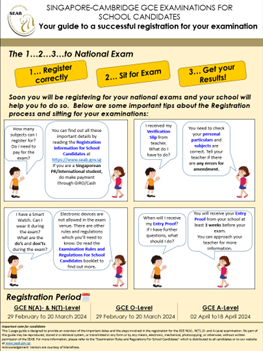 SEAB
SINGAPORE-CAMBRIDGE GCE EXAMINATIONS FOR
SCHOOL CANDIDATES
Your guide to a successful registration for your examination
The 1...2...3...to National Exam
1... Register
correctly
2... Sit for Exam
3... Get your
Results!
Soon you will be registering for your national exams and your school will
help you to do so. Below are some important tips about the Registration
process and sitting for your examinations:
How many
subjects can I
register for?
Do I need to
pay for the
exam?
You can find out all these
important details by
reading the Registration
Information for School
Candidates at
https://www.seab.gov.sg
If you are a Singaporean
PR/International student,
do make payment
through GIRO/Cash
I received my
Verification
Slip from
teacher.
What do I
have to do?
You need to check
your personal
particulars and
subjects are
correct. Tell your
teacher if there
are any errors for
amendment.
I have a Smart
Watch. Can I
wear it during the
exam?
What are the
do's and don'ts
during the exam?
Electronic devices are
not allowed in the exam
venue. There are other
rules and regulations
which you'll need to
know. Do read the
Examination Rules and
Regulations For School
Candidates booklet to
find out more.
When will I receive
my Entry Proof?
If I have further
questions, what
should I do?
You will receive your Entry
Proof from your school at
least 3 weeks before your
exam.
You can approach your
teacher for more
information.
Registration Period
GCE N(A)- & N(T)-Level
29 February to 20 March 2024
GCE O-Level
29 February to 20 March 2024
GCE A-Level
02 April to 18 April 2024